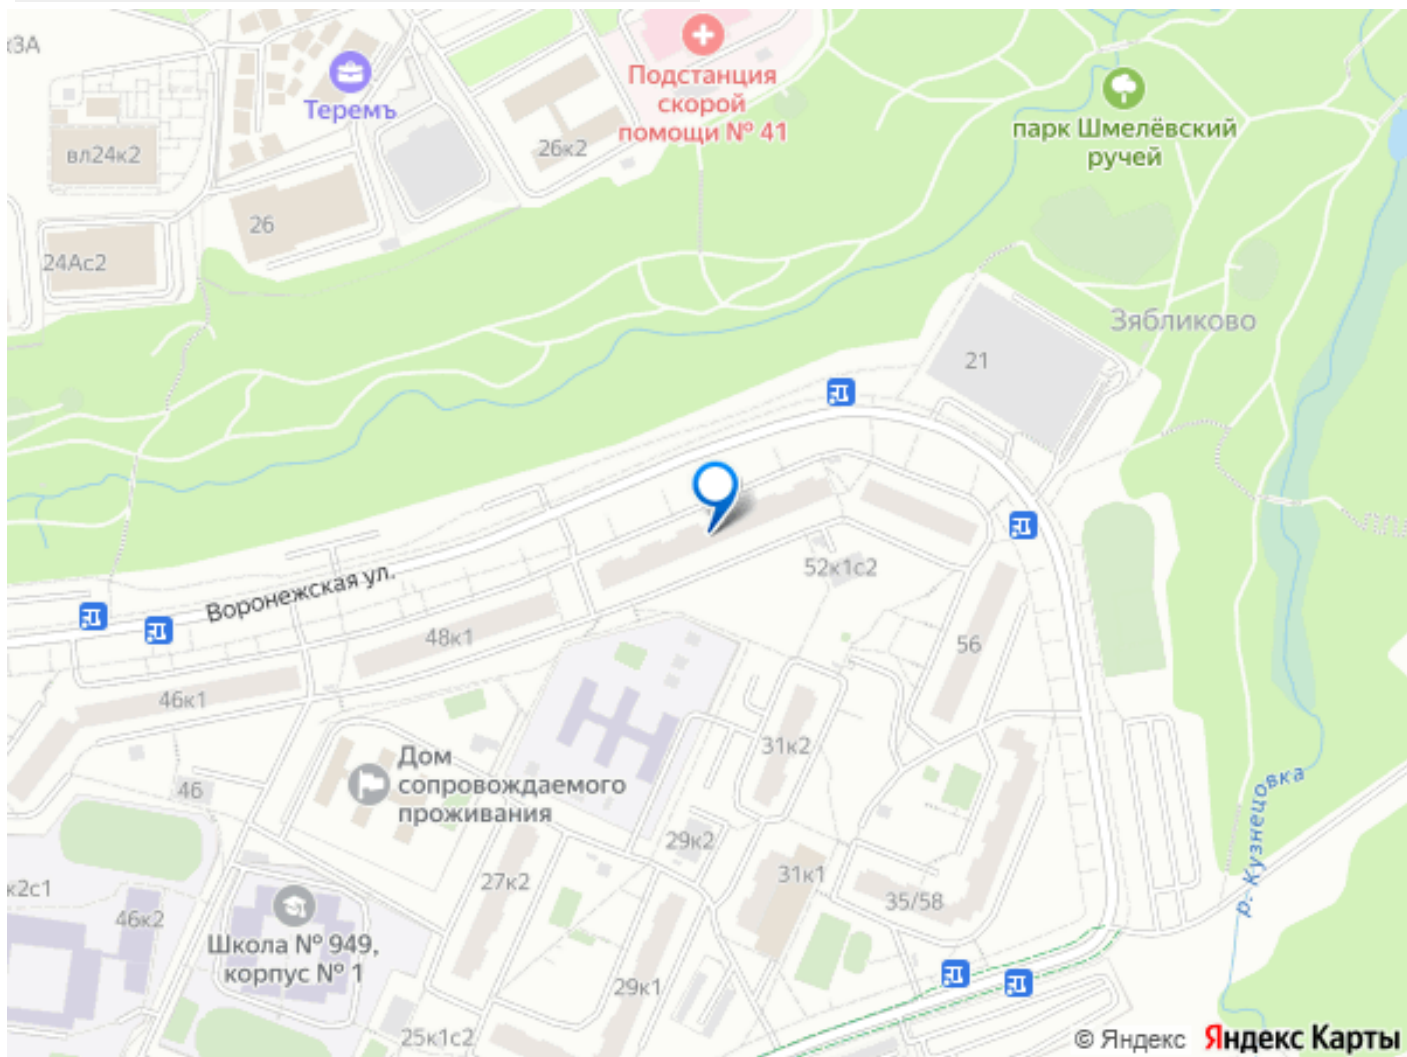 к3А
Теремъ
Подстанция
скорой
помощи № 41
парк Шмелёвский
ручей
вл24к2
26к2
26
24Ас2
Зябликово
21
Воронежская ул.
52к1с2
48к1
56
46к1
31к2
Дом
сопровождаемого
проживания
46
29к2
р. Кузнецовка
27к2
31к1
35/58
к2с1
46к2
Школа № 949,
корпус № 1
29к1
25к1с2
© Яндекс Яндекс Карты